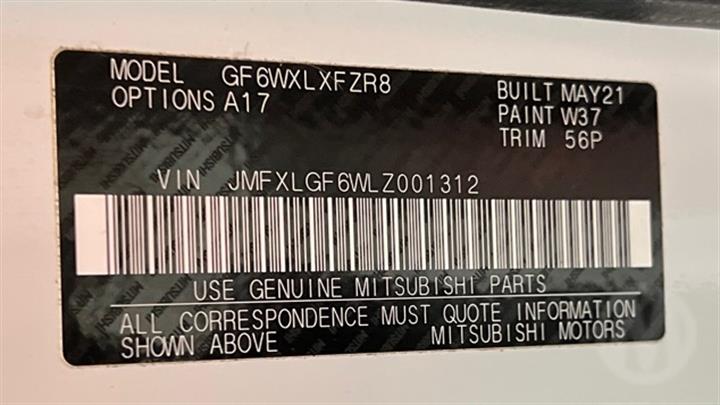 MODEL GF6WXLXFZR8
OPTIONS A17
BUILT MAY21
PAINT W37
TRIM 56P
VIN JMFXLGF6WLZ001312
USE GENUINE MITSUBISHI PARTS
ALL CORRESPONDENCE MUST QUOTE INFORMATION
SHOWN ABOVE MITSUBISHI MOTORS